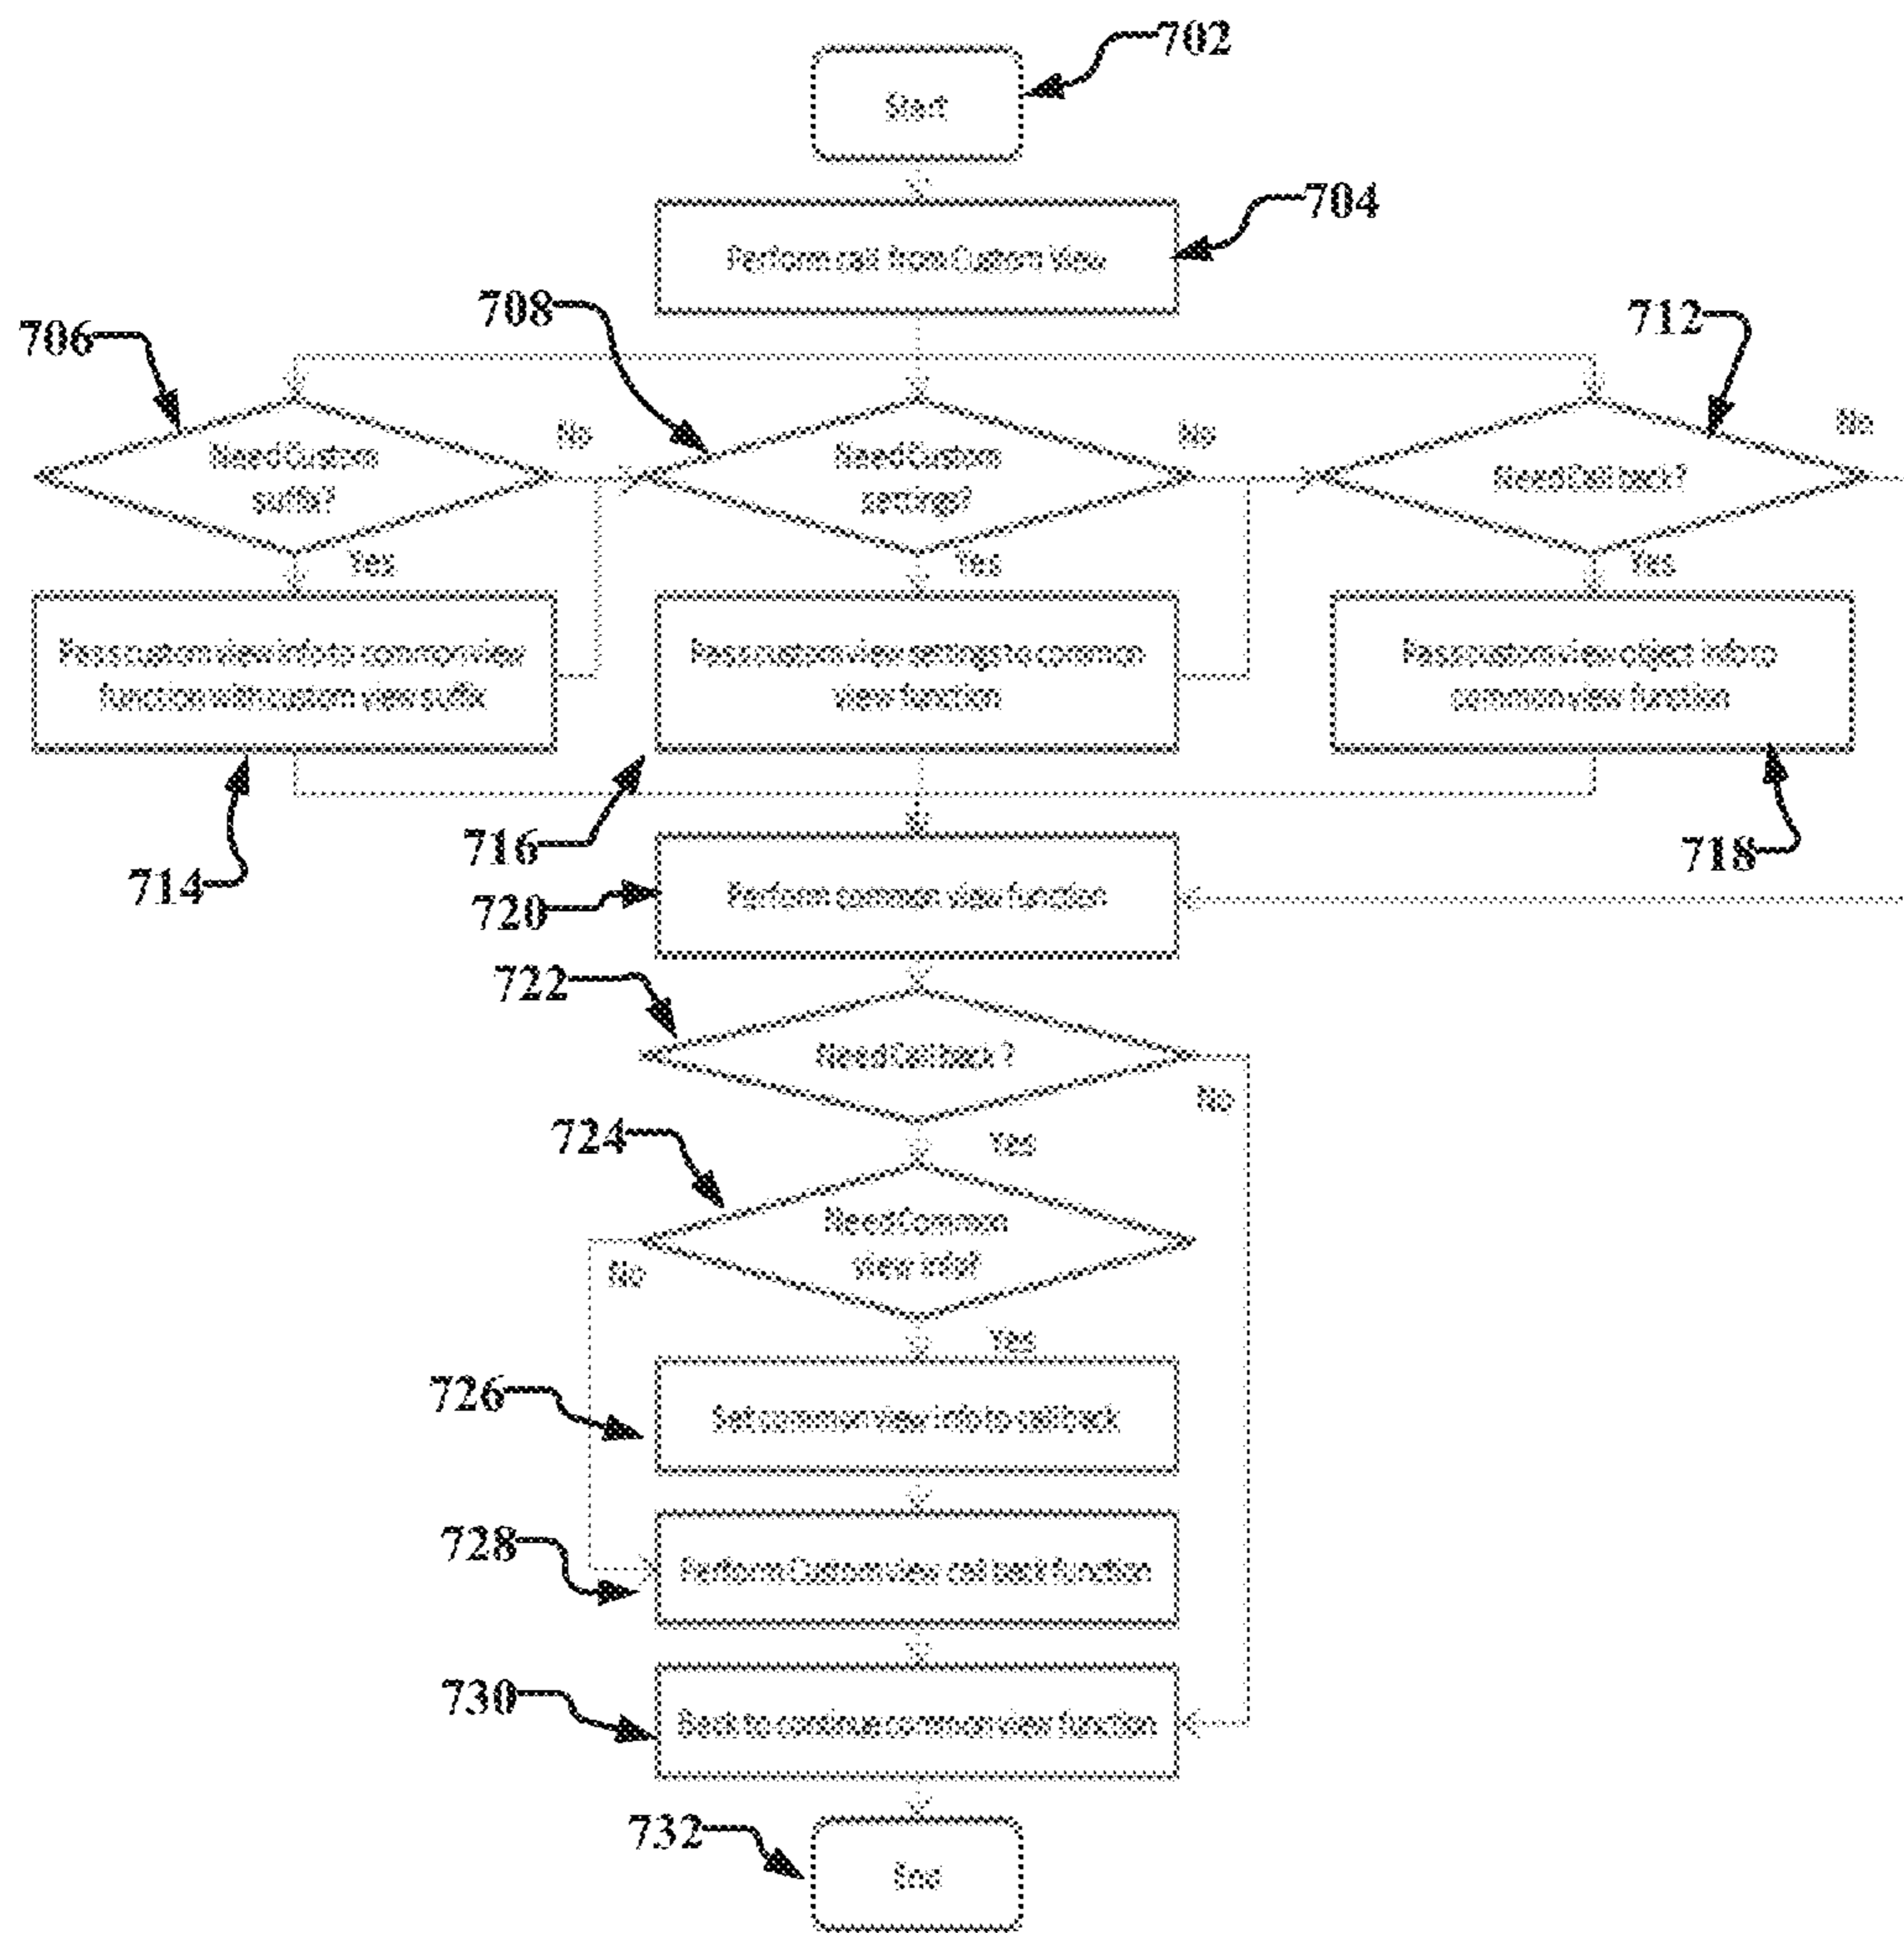 702
Start
704
Perform call from Custom View
706
708
712
Need Custom
suffix?
No
Need Custom
settings?
No
Need Call back?
No
Yes
Yes
Yes
Pass custom view info to common view
function with custom view suffix
Pass custom view settings to common
view function
Pass custom view object info to
common view function
714
716
718
720
Perform common view function
722
Need Call back ?
No
724
Yes
Need Common
view info?
No
Yes
726
Set common view info to call back
728
Perform Custom view call back function
730
Back to continue common view function
732
End